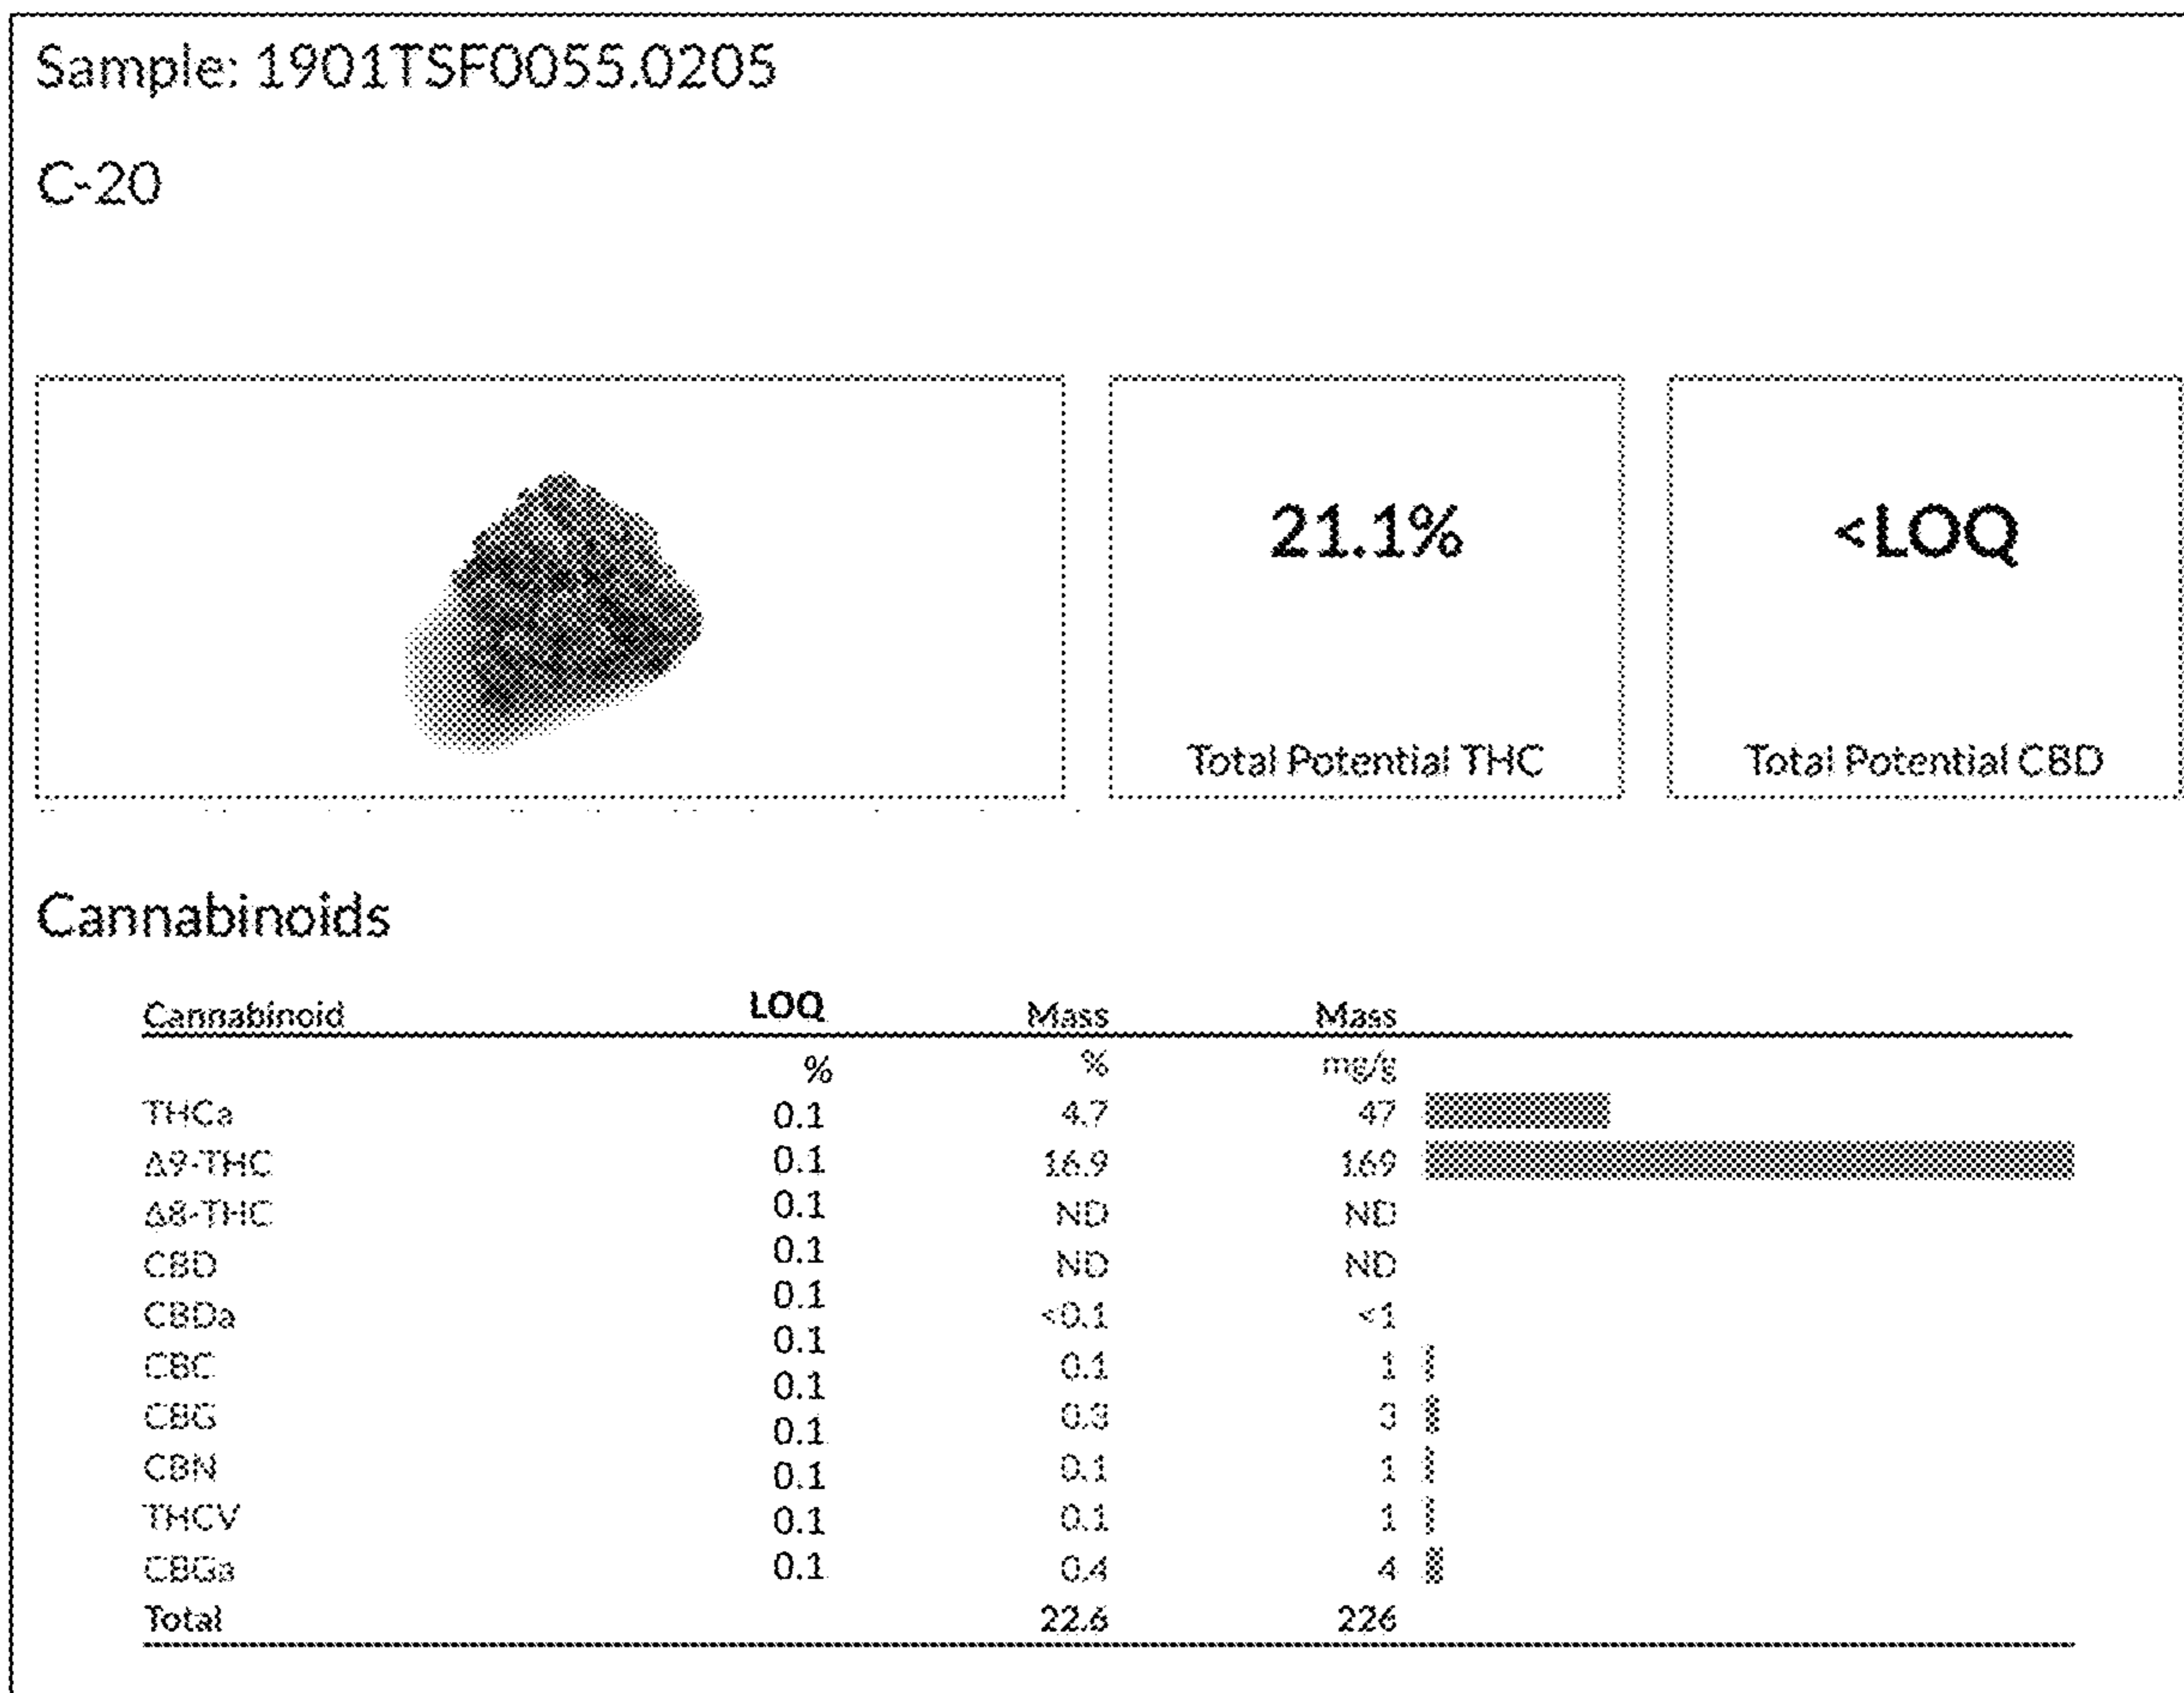 Sample: 1901TSF0055.0205
C-20
21.1%
Total Potential THC
<LOQ
Total Potential CBD
Cannabinoids
Cannabinoid LOQ Mass Mass
% % mg/g
THCa 0.1 4.7 47
Δ9-THC 0.1 16.9 169
Δ8-THC 0.1 ND ND
CBD 0.1 ND ND
CBDa 0.1 <0.1 <1
CBC 0.1 0.1 1
CBG 0.1 0.3 3
CBN 0.1 0.1 1
THCV 0.1 0.1 1
CBGa 0.1 0.4 4
0.1
Total 22.6 226